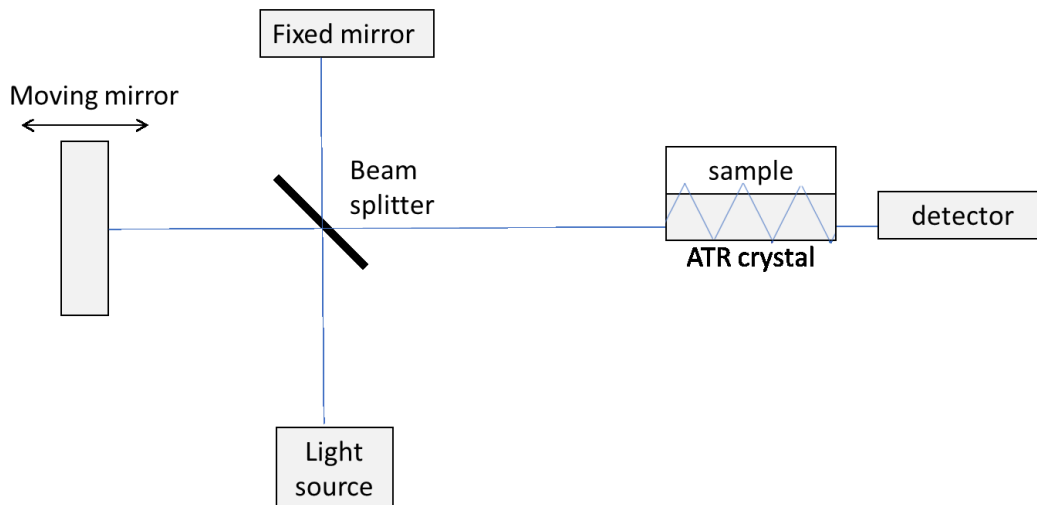 Fixed mirror
Moving mirror
Beam
splitter
sample
detector
ATR crystal
Light
source